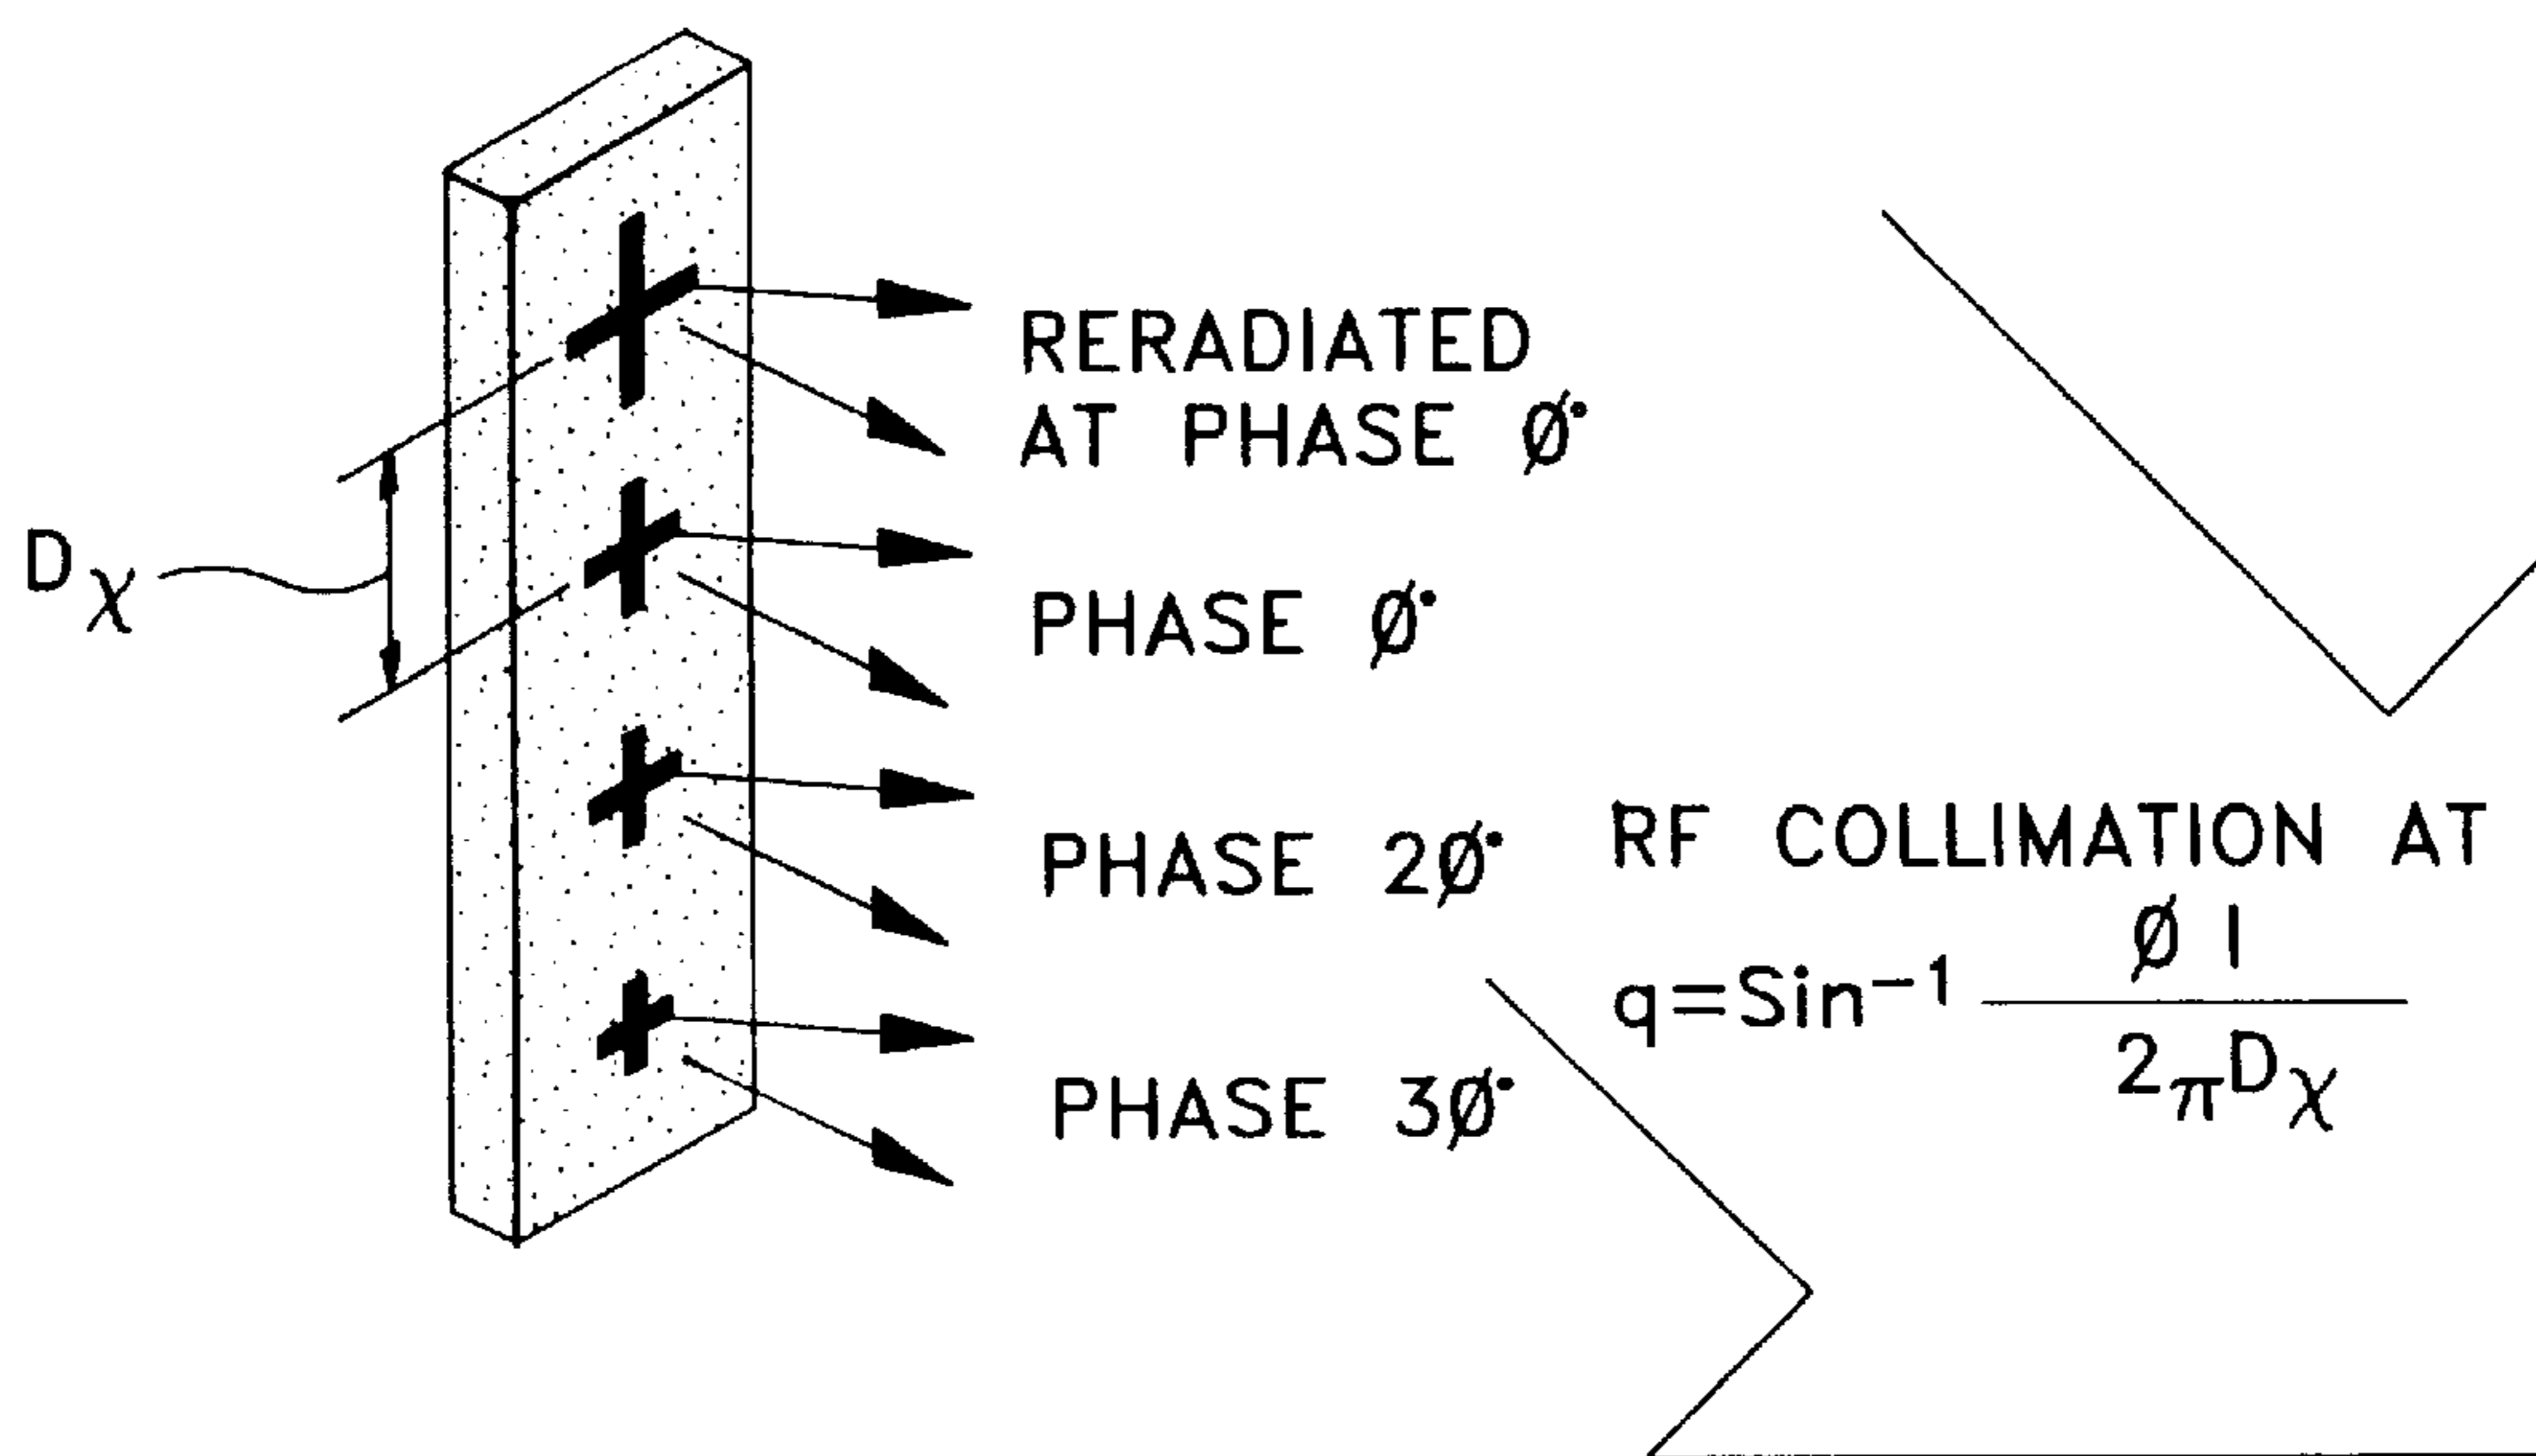 RERADIATED
AT PHASE Ø°
Dχ
PHASE Ø°
PHASE 2Ø°
PHASE 3Ø°
RF COLLIMATION AT
q=Sin⁻¹ Ø l / 2πDχ